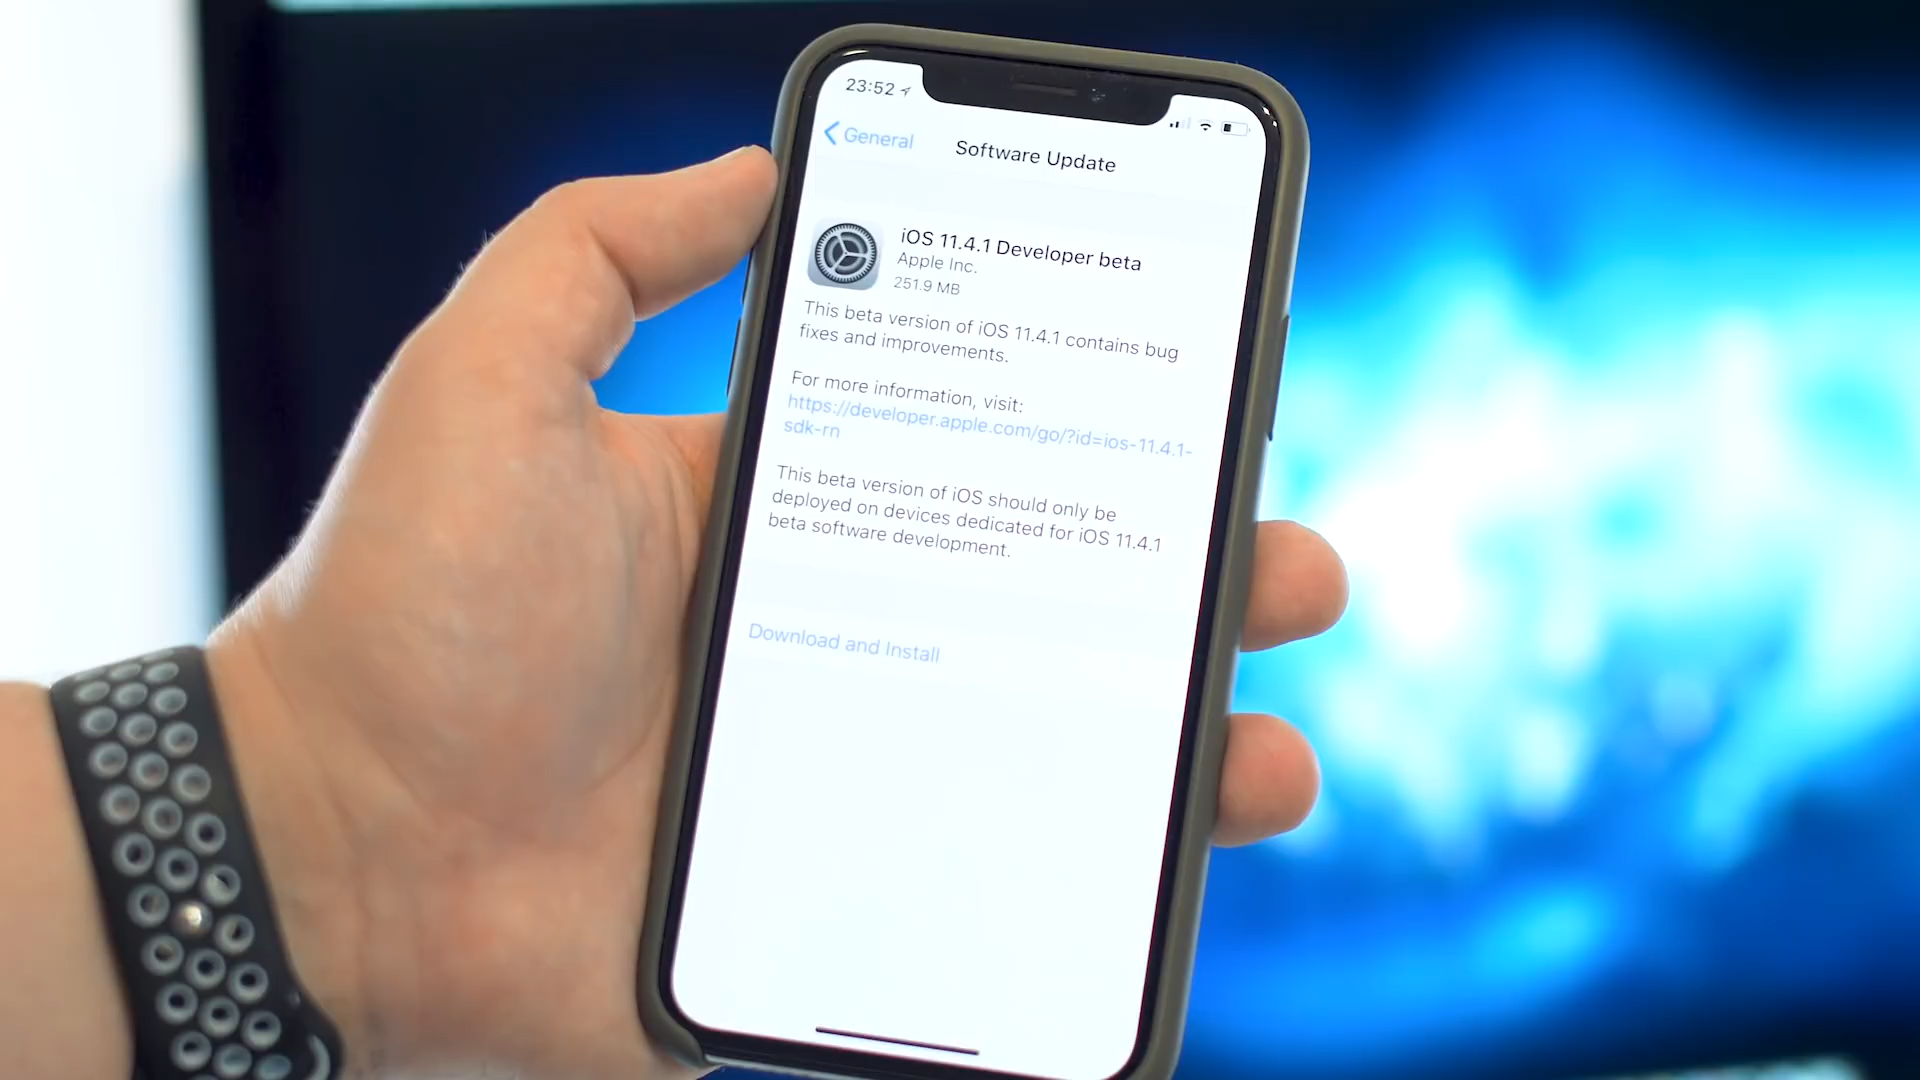 23:52
General
Software Update
iOS 11.4.1 Developer beta
Apple Inc.
251.9 MB
This beta version of iOS 11.4.1 contains bug
fixes and improvements.
For more information, visit:
https://developer.apple.com/go/?id=ios-11.4.1-
sdk-rn
This beta version of iOS should only be
deployed on devices dedicated for iOS 11.4.1
beta software development.
Download and Install